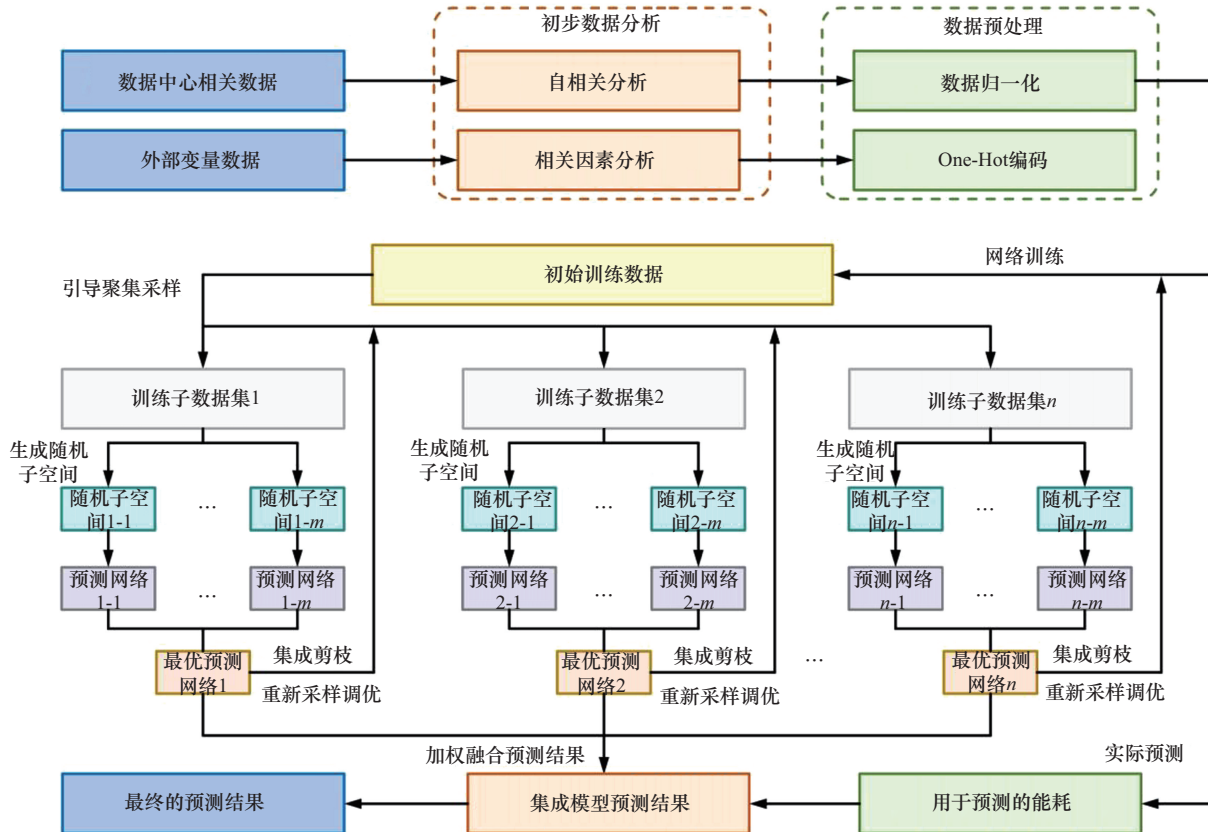 初步数据分析
数据预处理
数据中心相关数据
自相关分析
数据归一化
外部变量数据
相关因素分析
One-Hot编码
初始训练数据
网络训练
引导聚集采样
训练子数据集1
训练子数据集2
训练子数据集n
生成随机
子空间
生成随机
子空间
生成随机
子空间
随机子空
间1-1
…
随机子空
间1-m
随机子空
间2-1
…
随机子空
间2-m
随机子空
间n-1
…
随机子空
间n-m
预测网络
1-1
…
预测网络
1-m
预测网络
2-1
…
预测网络
2-m
预测网络
n-1
…
预测网络
n-m
最优预测
网络1
集成剪枝
重新采样调优
最优预测
网络2
集成剪枝
重新采样调优
…
最优预测
网络n
集成剪枝
重新采样调优
加权融合预测结果
实际预测
最终的预测结果
集成模型预测结果
用于预测的能耗